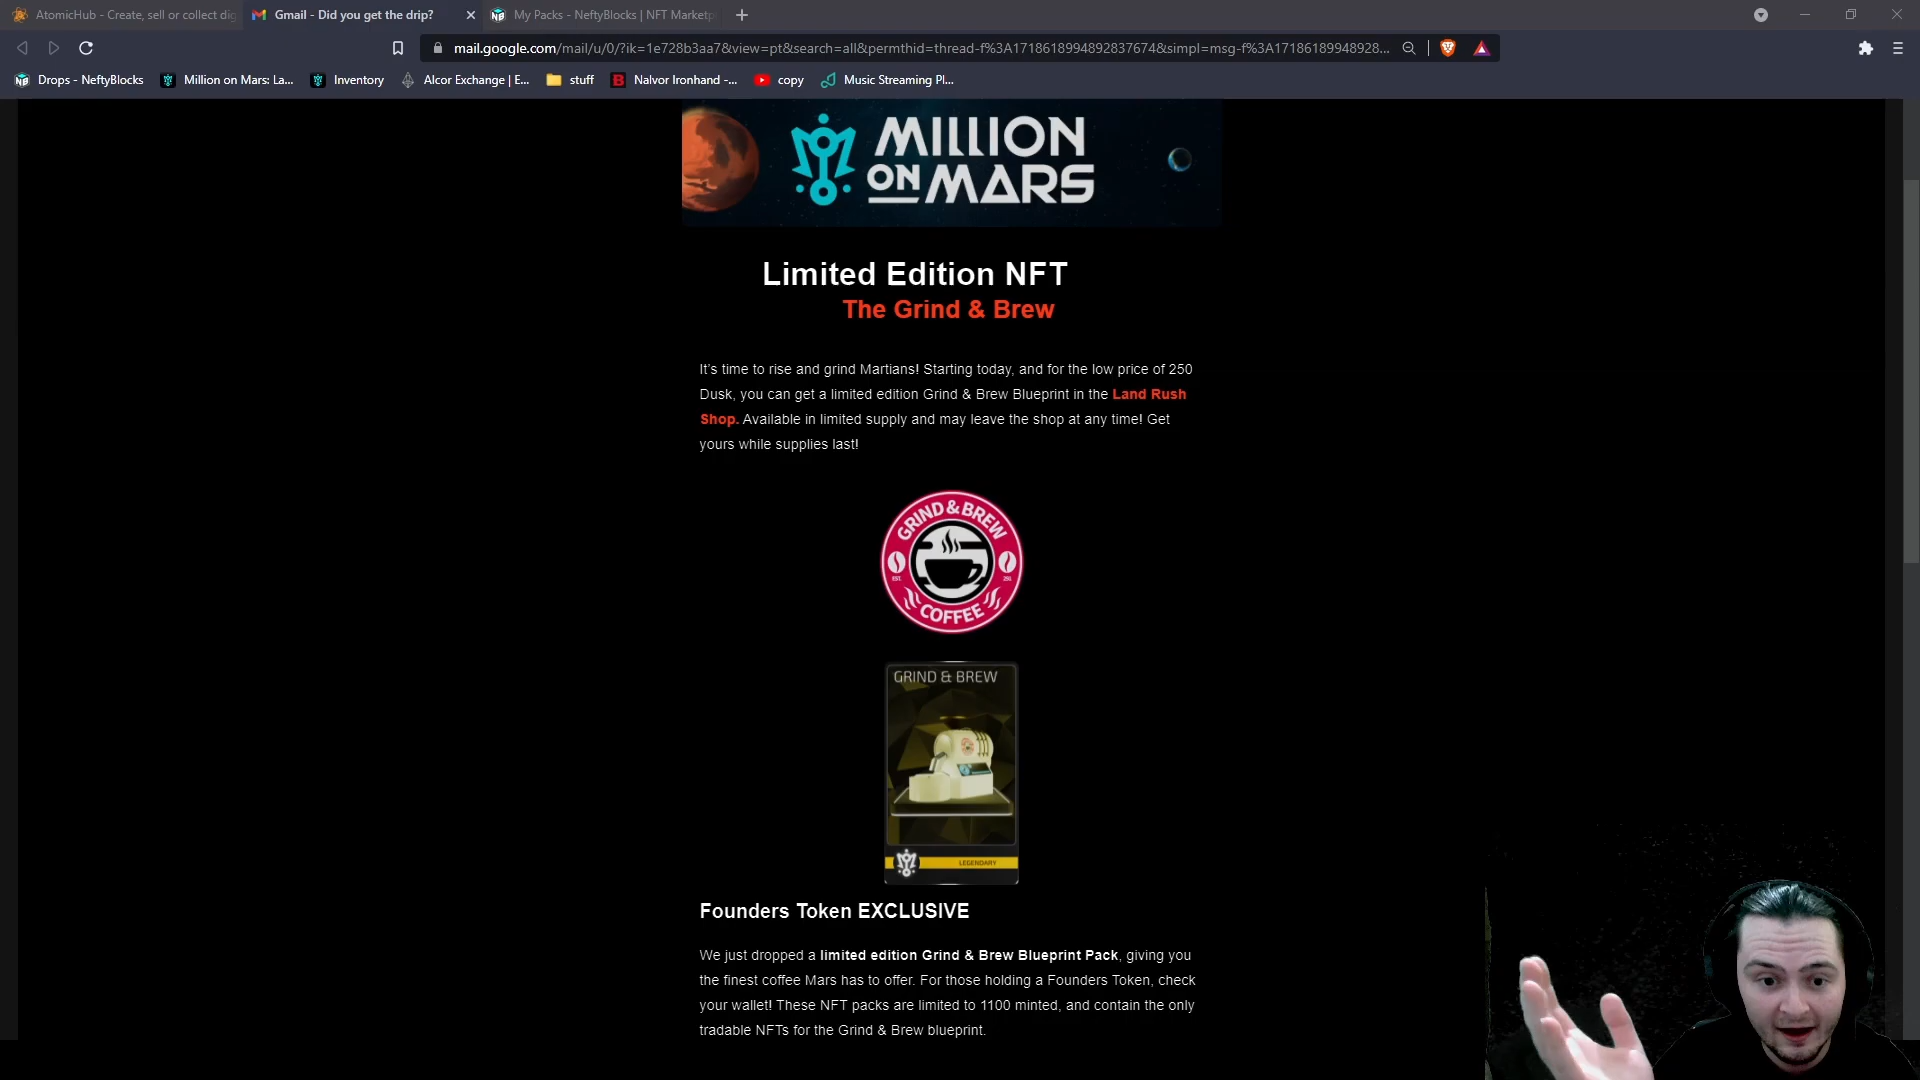 AtomicHub - Create, sell or collect dig
Gmail - Did you get the drip?
My Packs - NeftyBlocks | NFT Marketp
mail.google.com/mail/u/0/?ik=1e728b3aa7&view=pt&search=all&permthid=thread-f%3A1718618994892837674&simpl=msg-f%3A17186189948928...
Drops - NeftyBlocks
Million on Mars: La...
Inventory
Alcor Exchange | E...
stuff
Nalvor Ironhand -...
copy
Music Streaming Pl...
MILLION
ON MARS
Limited Edition NFT
The Grind & Brew
It's time to rise and grind Martians! Starting today, and for the low price of 250
Dusk, you can get a limited edition Grind & Brew Blueprint in the Land Rush
Shop. Available in limited supply and may leave the shop at any time! Get
yours while supplies last!
GRIND & BREW
COFFEE
GRIND & BREW
LEGENDARY
Founders Token EXCLUSIVE
We just dropped a limited edition Grind & Brew Blueprint Pack, giving you
the finest coffee Mars has to offer. For those holding a Founders Token, check
your wallet! These NFT packs are limited to 1100 minted, and contain the only
tradable NFTs for the Grind & Brew blueprint.